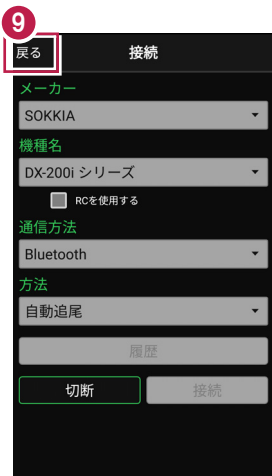 9
戻る 接続
メーカー
SOKKIA
機種名
DX-200i シリーズ
RCを使用する
通信方法
Bluetooth
方法
自動追尾
履歴
切断 接続